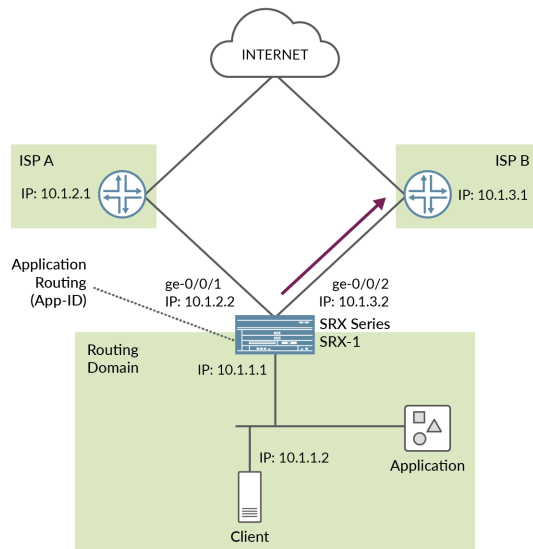 INTERNET
ISP A
IP: 10.1.2.1
ISP B
IP: 10.1.3.1
Application
Routing
(App-ID)
ge-0/0/1
IP: 10.1.2.2
ge-0/0/2
IP: 10.1.3.2
SRX Series
SRX-1
Routing
Domain
IP: 10.1.1.1
IP: 10.1.1.2
Application
Client